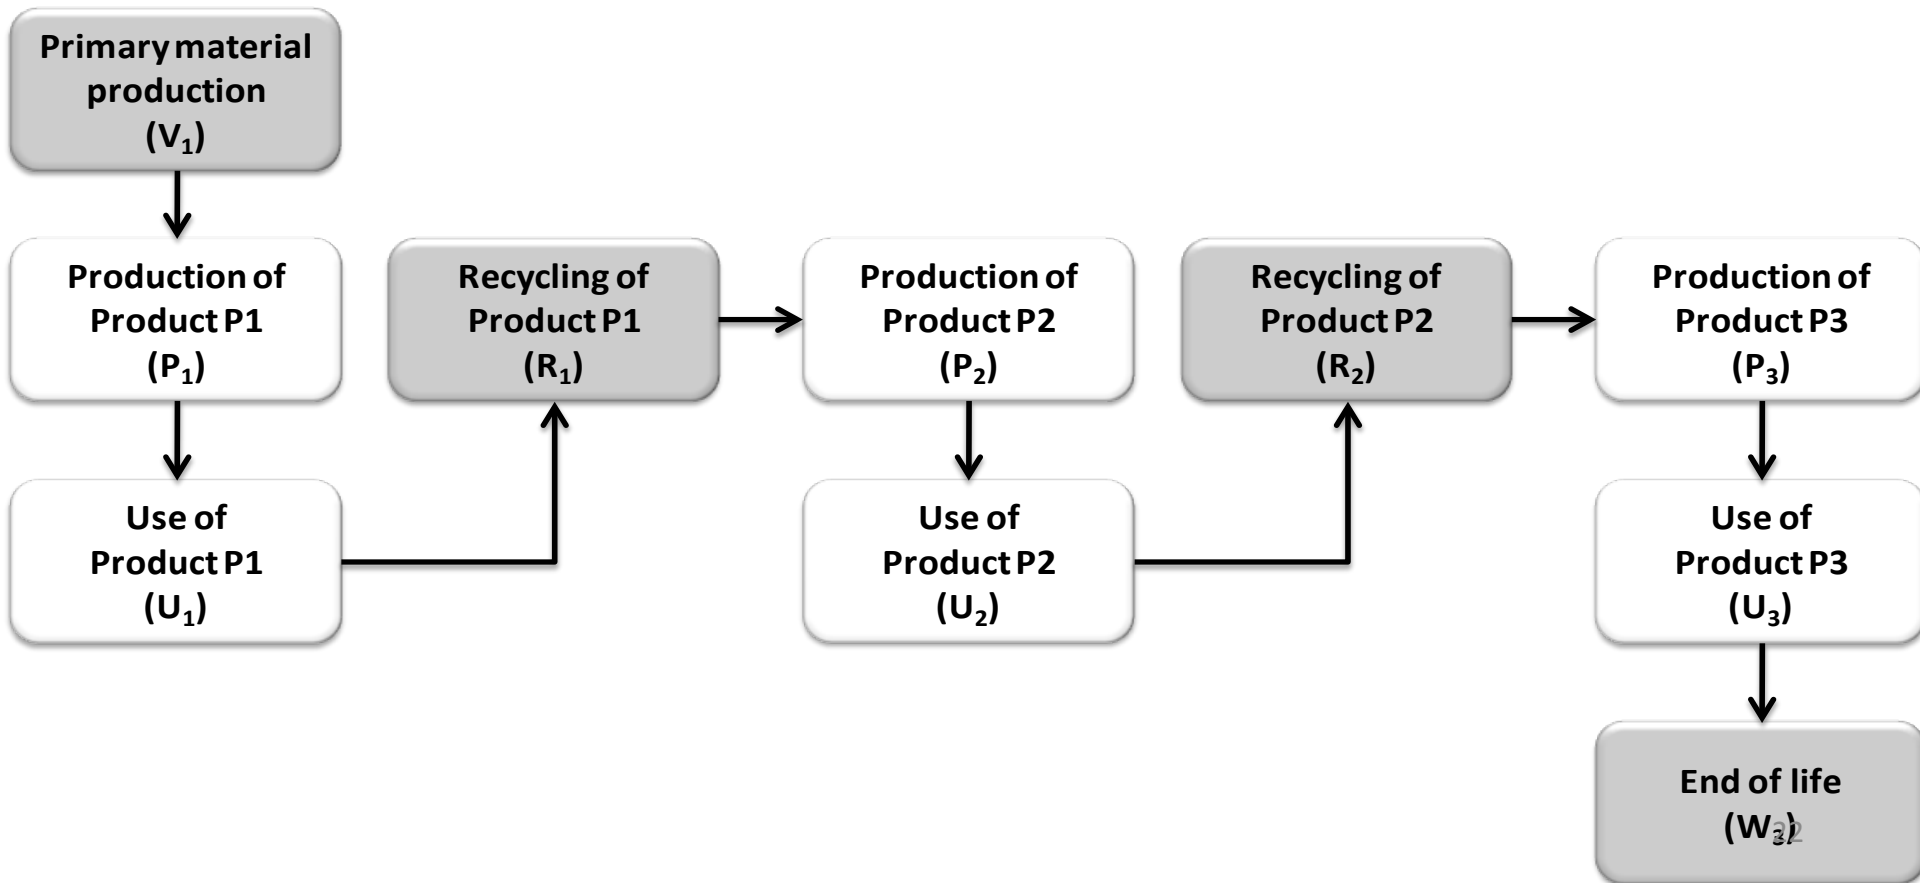 Primary material
production
(V₁)
Production of
Product P1
(P₁)
Use of
Product P1
(U₁)
Recycling of
Product P1
(R₁)
Production of
Product P2
(P₂)
Use of
Product P2
(U₂)
Recycling of
Product P2
(R₂)
Production of
Product P3
(P₃)
Use of
Product P3
(U₃)
End of life
(W₃)
22